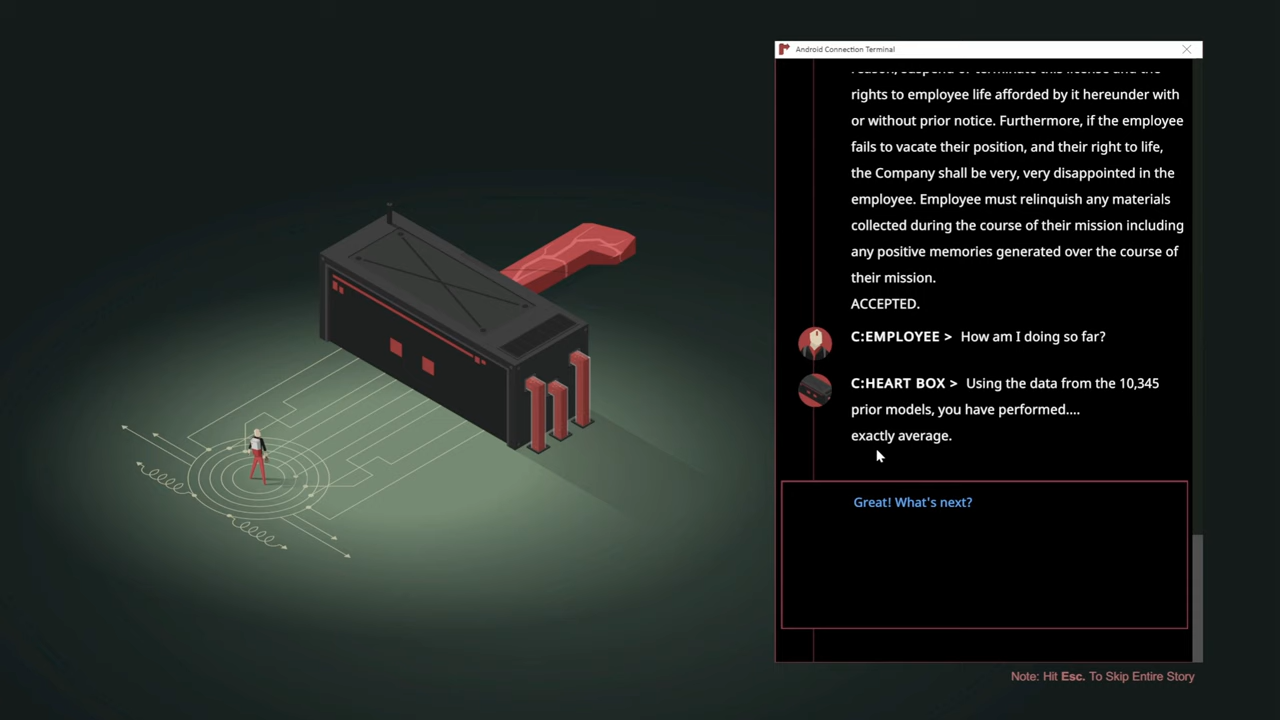 Android Connection Terminal
rights to employee life afforded by it hereunder with
or without prior notice. Furthermore, if the employee
fails to vacate their position, and their right to life,
the Company shall be very, very disappointed in the
employee. Employee must relinquish any materials
collected during the course of their mission including
any positive memories generated over the course of
their mission.
ACCEPTED.
C:EMPLOYEE > How am I doing so far?
C:HEART BOX > Using the data from the 10,345
prior models, you have performed....
exactly average.
Great! What's next?
Note: Hit Esc. To Skip Entire Story